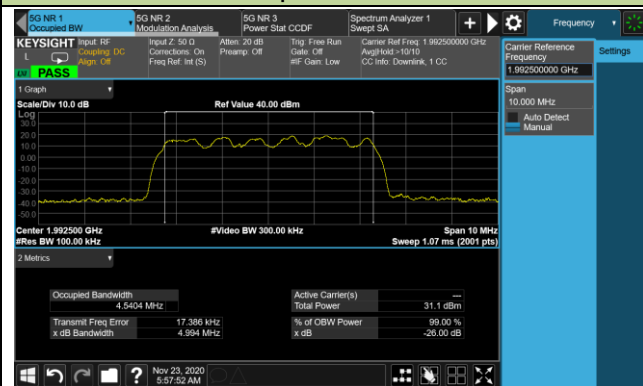 5G NR 1
Occupied BW
5G NR 2
Modulation Analysis
5G NR 3
Power Stat CCDF
Spectrum Analyzer 1
Swept SA
Frequency
KEYSIGHT
L
PASS
Input: RF
Coupling: DC
Align: Off
Input Z: 50 Ω
Corrections: On
Freq Ref: Int (S)
Atten: 20 dB
Preamp: Off
Trig: Free Run
Gate: Off
#IF Gain: Low
Carrier Ref Freq: 1.992500000 GHz
Avg|Hold:>10/10
CC Info: Downlink, 1 CC
Carrier Reference
Frequency
1.992500000 GHz
Settings
Span
10.000 MHz
Auto Detect
Manual
1 Graph
Scale/Div 10.0 dB
Ref Value 40.00 dBm
Log
30.0
20.0
10.0
0.00
-10.0
-20.0
-30.0
-40.0
-50.0
Center 1.992500 GHz
#Video BW 300.00 kHz
Span 10 MHz
#Res BW 100.00 kHz
Sweep 1.07 ms (2001 pts)
2 Metrics
Occupied Bandwidth
4.5404 MHz
Active Carrier(s)
---
Total Power
31.1 dBm
Transmit Freq Error
17.386 kHz
% of OBW Power
99.00 %
x dB Bandwidth
4.994 MHz
x dB
-26.00 dB
?
Nov 23, 2020
5:57:52 AM